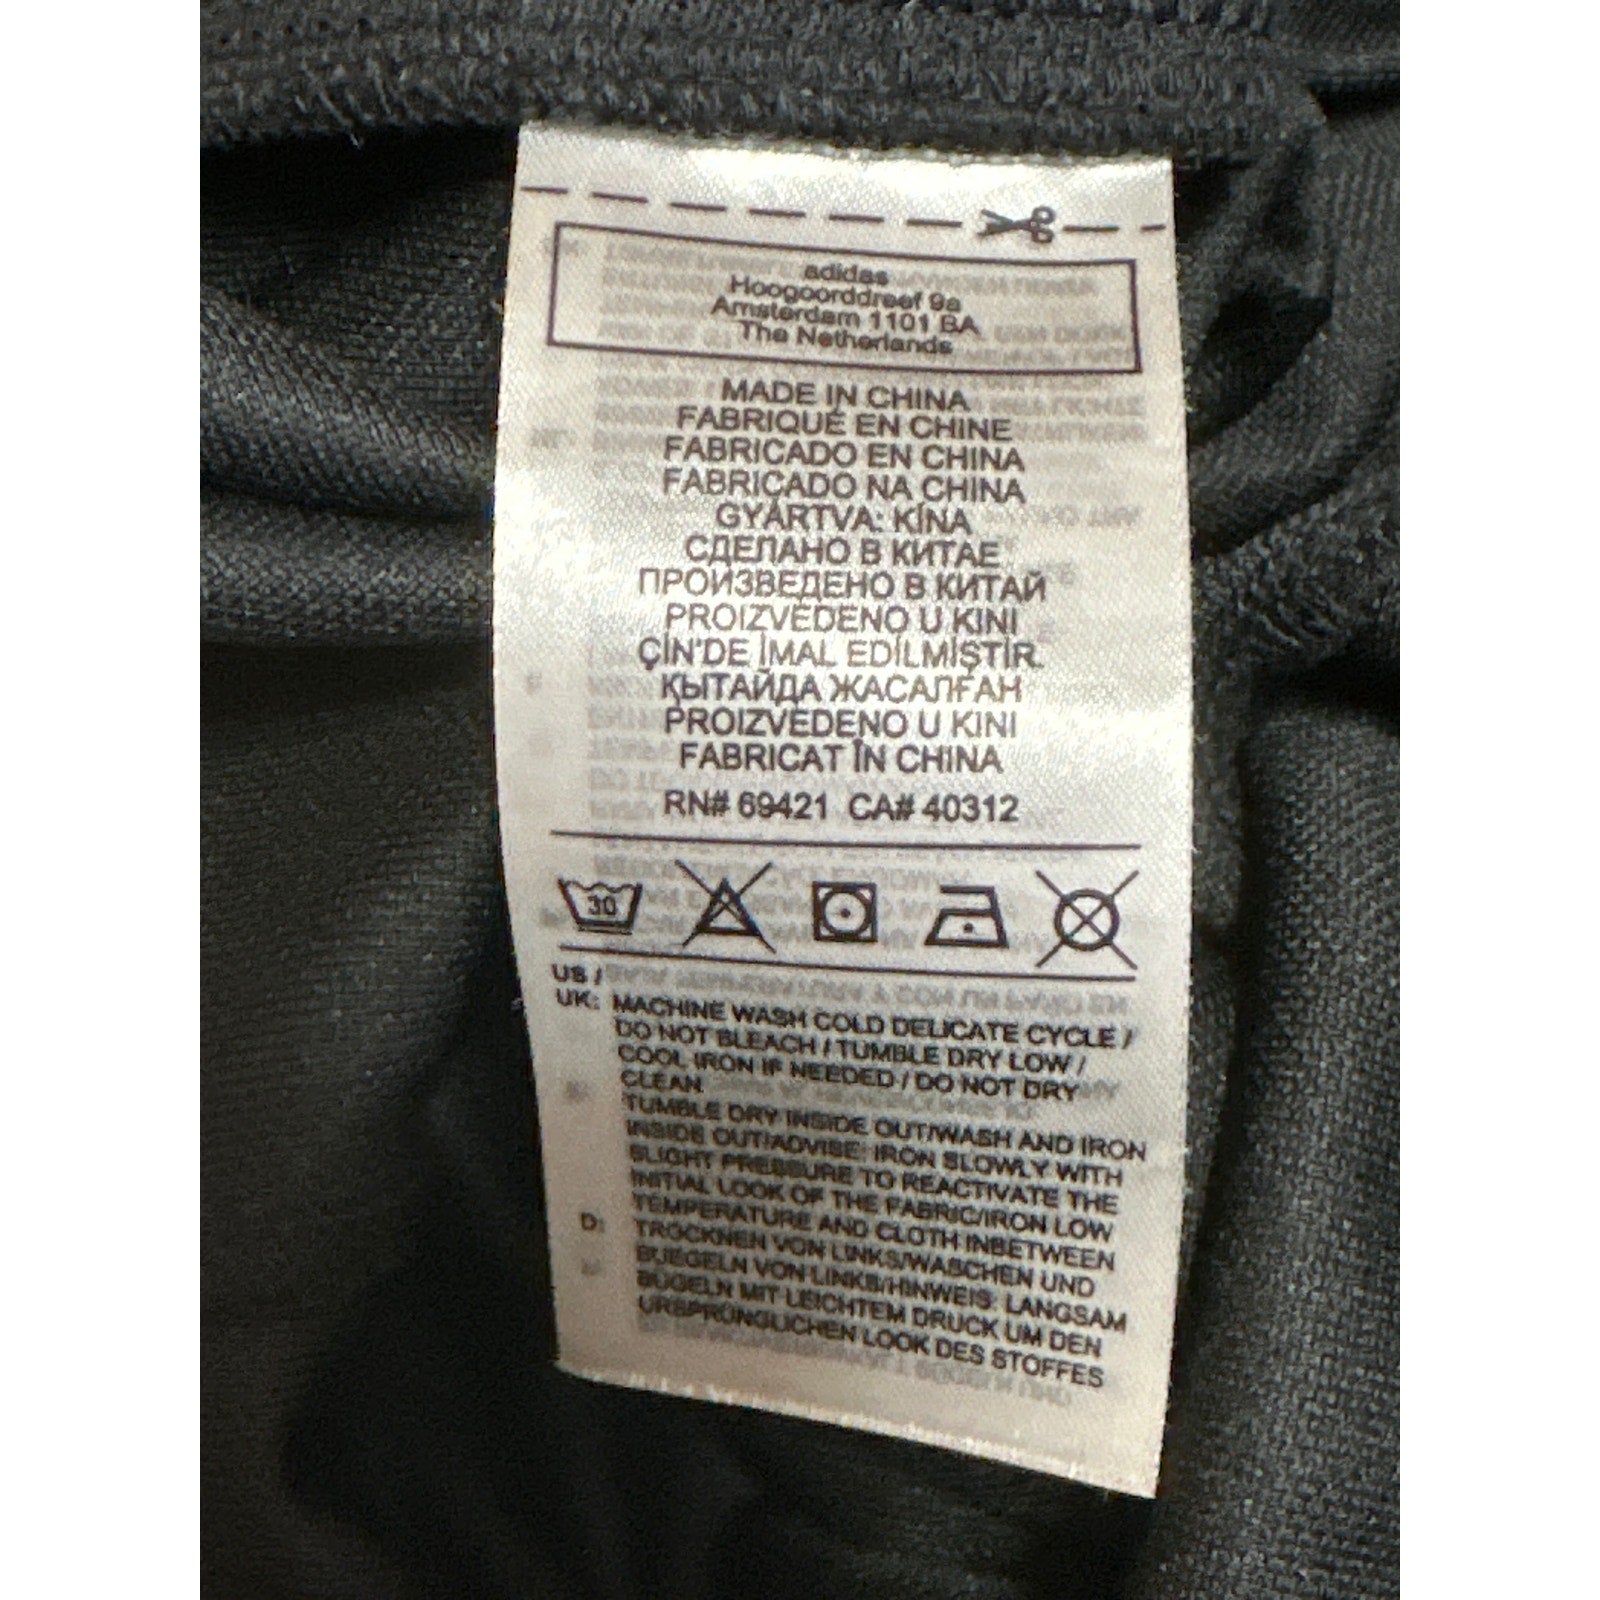 adidas
Hoogoorddreef 9a
Amsterdam 1101 BA
The Netherlands
MADE IN CHINA
FABRIQUÉ EN CHINE
FABRICADO EN CHINA
FABRICADO NA CHINA
GYÁRTVA: KÍNA
СДЕЛАНО В КИТАЕ
ПРОИЗВЕДЕНО В КИТАЙ
PROIZVEDENO U KINI
ÇİN'DE İMAL EDİLMİŞTİR.
ҚЫТАЙДА ЖАСАЛҒАН
PROIZVEDENO U KINI
FABRICAT ÎN CHINA
RN# 69421 CA# 40312
30
US /
UK: MACHINE WASH COLD DELICATE CYCLE /
DO NOT BLEACH / TUMBLE DRY LOW /
COOL IRON IF NEEDED / DO NOT DRY
CLEAN.
TUMBLE DRY INSIDE OUT/WASH AND IRON
INSIDE OUT/ADVISE: IRON SLOWLY WITH
SLIGHT PRESSURE TO REACTIVATE THE
INITIAL LOOK OF THE FABRIC/IRON LOW
TEMPERATURE AND CLOTH INBETWEEN
D: TROCKNEN VON LINKS/WASCHEN UND
BUEGELN VON LINKS/HINWEIS: LANGSAM
BÜGELN MIT LEICHTEM DRUCK UM DEN
URSPRÜNGLICHEN LOOK DES STOFFES